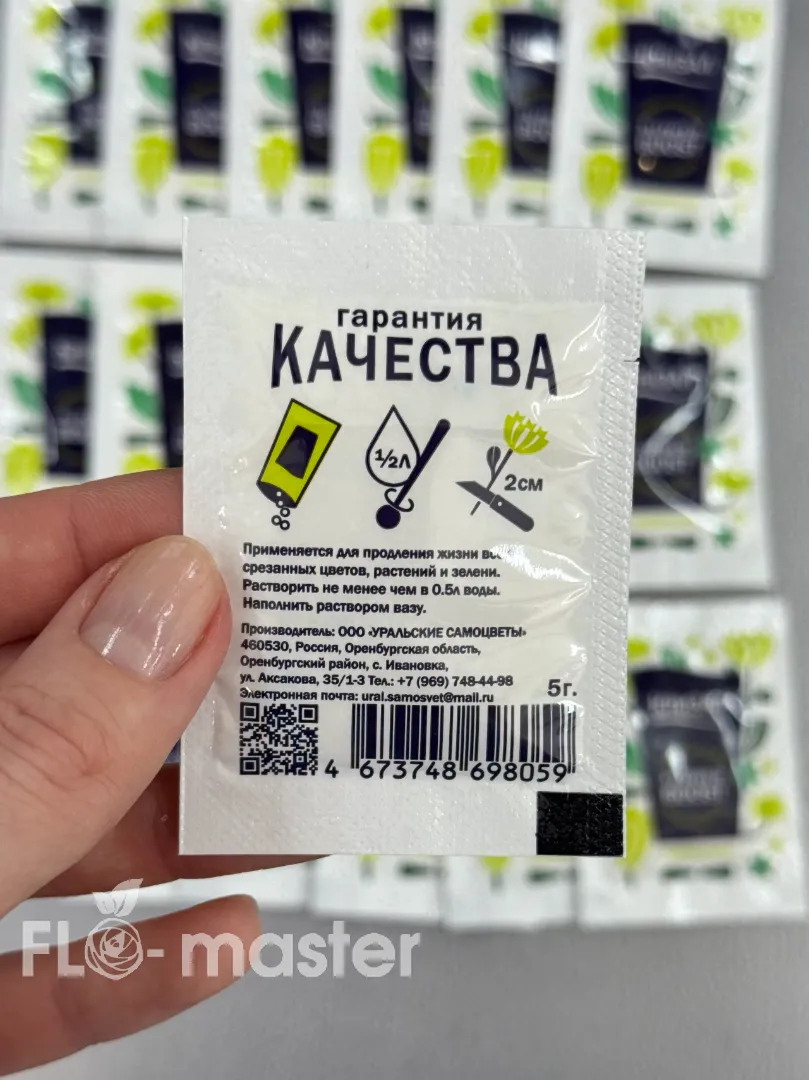 гарантия
КАЧЕСТВА
1/2Л
2см
Применяется для продления жизни
срезанных цветов, растений и зелени.
Растворить не менее чем в 0.5л воды.
Наполнить раствором вазу.
Производитель: ООО «УРАЛЬСКИЕ САМОЦВЕТЫ»
460530, Россия, Оренбургская область,
Оренбургский район, с. Ивановка,
ул. Аксакова, 35/1-3 Тел.: +7 (969) 748-44-98
Электронная почта: ural.samosvet@mail.ru
5г.
4 673748 698059
FLO-master